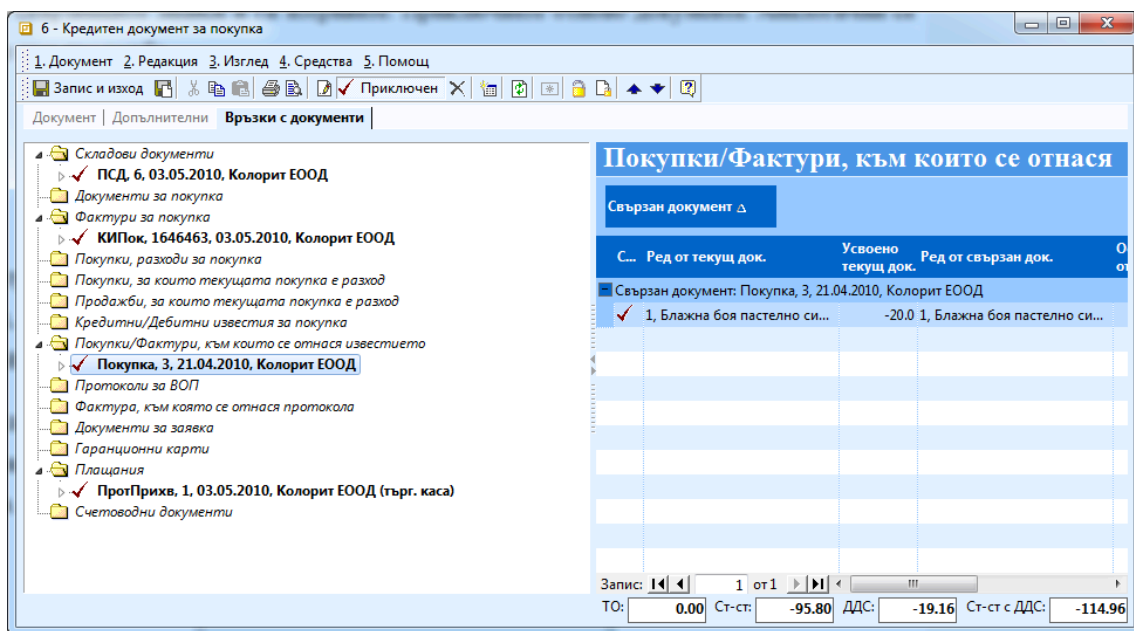 6 - Кредитен документ за покупка
1. Документ 2. Редакция 3. Изглед 4. Средства 5. Помощ
Запис и изход Приключен
Документ Допълнителни Връзки с документи
Складови документи
ПСД, 6, 03.05.2010, Колорит ЕООД
Документи за покупка
Фактури за покупка
КИПок, 1646463, 03.05.2010, Колорит ЕООД
Покупки, разходи за покупка
Покупки, за които текущата покупка е разход
Продажби, за които текущата покупка е разход
Кредитни/Дебитни известия за покупка
Покупки/Фактури, към които се отнася известието
Покупка, 3, 21.04.2010, Колорит ЕООД
Протоколи за ВОП
Фактура, към която се отнася протокола
Документи за заявка
Гаранционни карти
Плащания
ПротПрихв, 1, 03.05.2010, Колорит ЕООД (търг. каса)
Счетоводни документи
Покупки/Фактури, към които се отнася
Свързан документ
С... Ред от текущ док. Усвоено текущ док. Ред от свързан док.
Свързан документ: Покупка, 3, 21.04.2010, Колорит ЕООД
1, Блажна боя пастелно си... -20.0 1, Блажна боя пастелно си...
Запис: 1 от 1
ТО: 0.00 Ст-ст: -95.80 ДДС: -19.16 Ст-ст с ДДС: -114.96